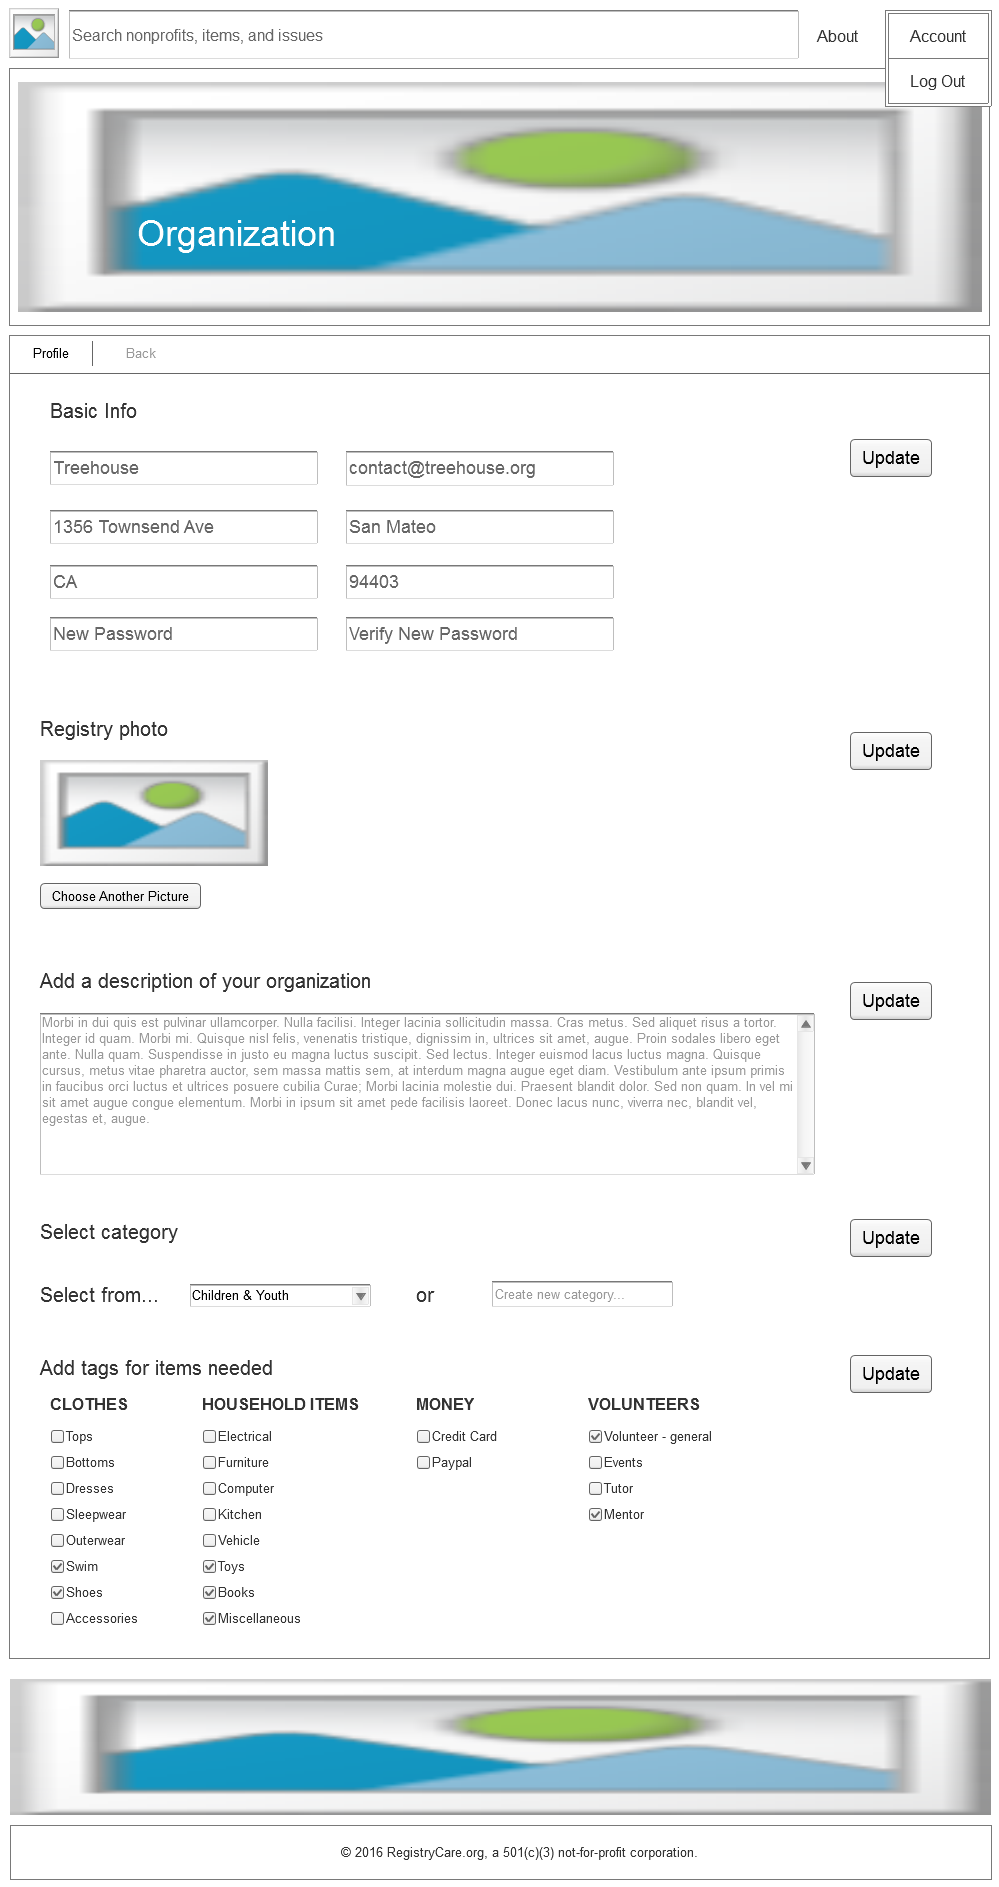 Search nonprofits, items, and issues
About
Account
Log Out
Organization
Profile
Back
Basic Info
Update
Treehouse
contact@treehouse.org
1356 Townsend Ave
San Mateo
CA
94403
New Password
Verify New Password
Registry photo
Update
Choose Another Picture
Add a description of your organization
Update
Morbi in dui quis est pulvinar ullamcorper. Nulla facilisi. Integer lacinia sollicitudin massa. Cras metus. Sed aliquet risus a tortor.
Integer id quam. Morbi mi. Quisque nisl felis, venenatis tristique, dignissim in, ultrices sit amet, augue. Proin sodales libero eget
ante. Nulla quam. Suspendisse in justo eu magna luctus suscipit. Sed lectus. Integer euismod lacus luctus magna. Quisque
cursus, metus vitae pharetra auctor, sem massa mattis sem, at interdum magna augue eget diam. Vestibulum ante ipsum primis
in faucibus orci luctus et ultrices posuere cubilia Curae; Morbi lacinia molestie dui. Praesent blandit dolor. Sed non quam. In vel mi
sit amet augue congue elementum. Morbi in ipsum sit amet pede facilisis laoreet. Donec lacus nunc, viverra nec, blandit vel,
egestas et, augue.
Select category
Update
Select from...
Children & Youth
or
Create new category...
Add tags for items needed
Update
CLOTHES
Tops
Bottoms
Dresses
Sleepwear
Outerwear
Swim
Shoes
Accessories
HOUSEHOLD ITEMS
Electrical
Furniture
Computer
Kitchen
Vehicle
Toys
Books
Miscellaneous
MONEY
Credit Card
Paypal
VOLUNTEERS
Volunteer - general
Events
Tutor
Mentor
© 2016 RegistryCare.org, a 501(c)(3) not-for-profit corporation.